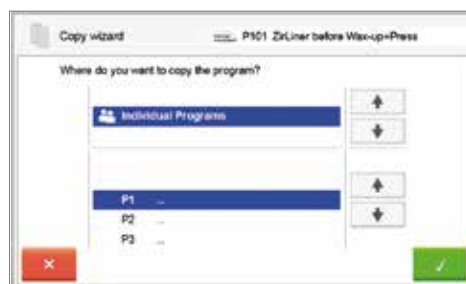 Copy wizard P101 ZirLiner before Wax-up+Press
Where do you want to copy the program?
Individual Programs
P1 ...
P2 ...
P3 ...